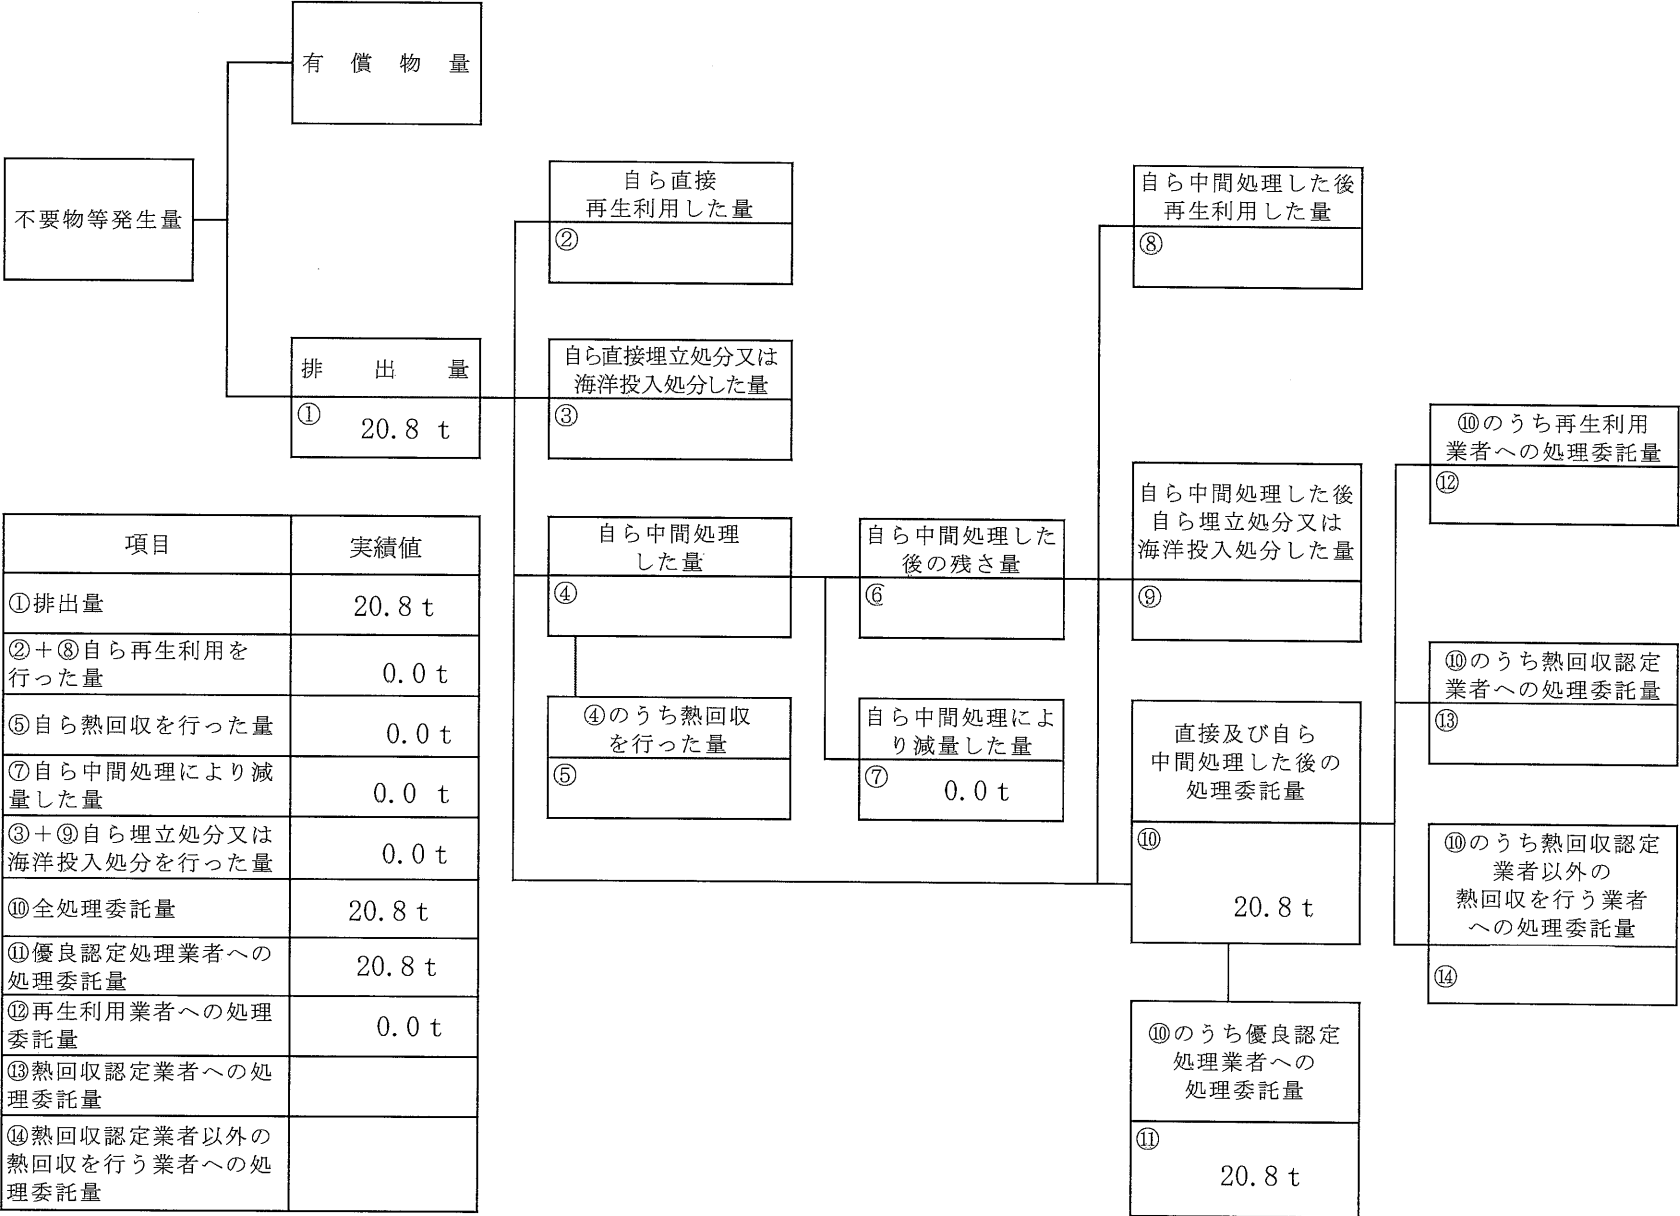 有償物量
不要物等発生量
排出量
①
20.8 t
自ら直接
再生利用した量
②
自ら直接埋立処分又は
海洋投入処分した量
③
自ら中間処理
した量
④
④のうち熱回収
を行った量
⑤
自ら中間処理した
後の残さ量
⑥
自ら中間処理によ
り減量した量
⑦
0.0 t
自ら中間処理した後
再生利用した量
⑧
自ら中間処理した後
自ら埋立処分又は
海洋投入処分した量
⑨
直接及び自ら
中間処理した後の
処理委託量
⑩
20.8 t
⑩のうち優良認定
処理業者への
処理委託量
⑪
20.8 t
⑩のうち再生利用
業者への処理委託量
⑫
⑩のうち熱回収認定
業者への処理委託量
⑬
⑩のうち熱回収認定
業者以外の
熱回収を行う業者
への処理委託量
⑭
項目 実績値
①排出量 20.8 t
②＋⑧自ら再生利用を
行った量 0.0 t
⑤自ら熱回収を行った量 0.0 t
⑦自ら中間処理により減
量した量 0.0 t
③＋⑨自ら埋立処分又は
海洋投入処分を行った量 0.0 t
⑩全処理委託量 20.8 t
⑪優良認定処理業者への
処理委託量 20.8 t
⑫再生利用業者への処理
委託量 0.0 t
⑬熱回収認定業者への処
理委託量
⑭熱回収認定業者以外の
熱回収を行う業者への処
理委託量